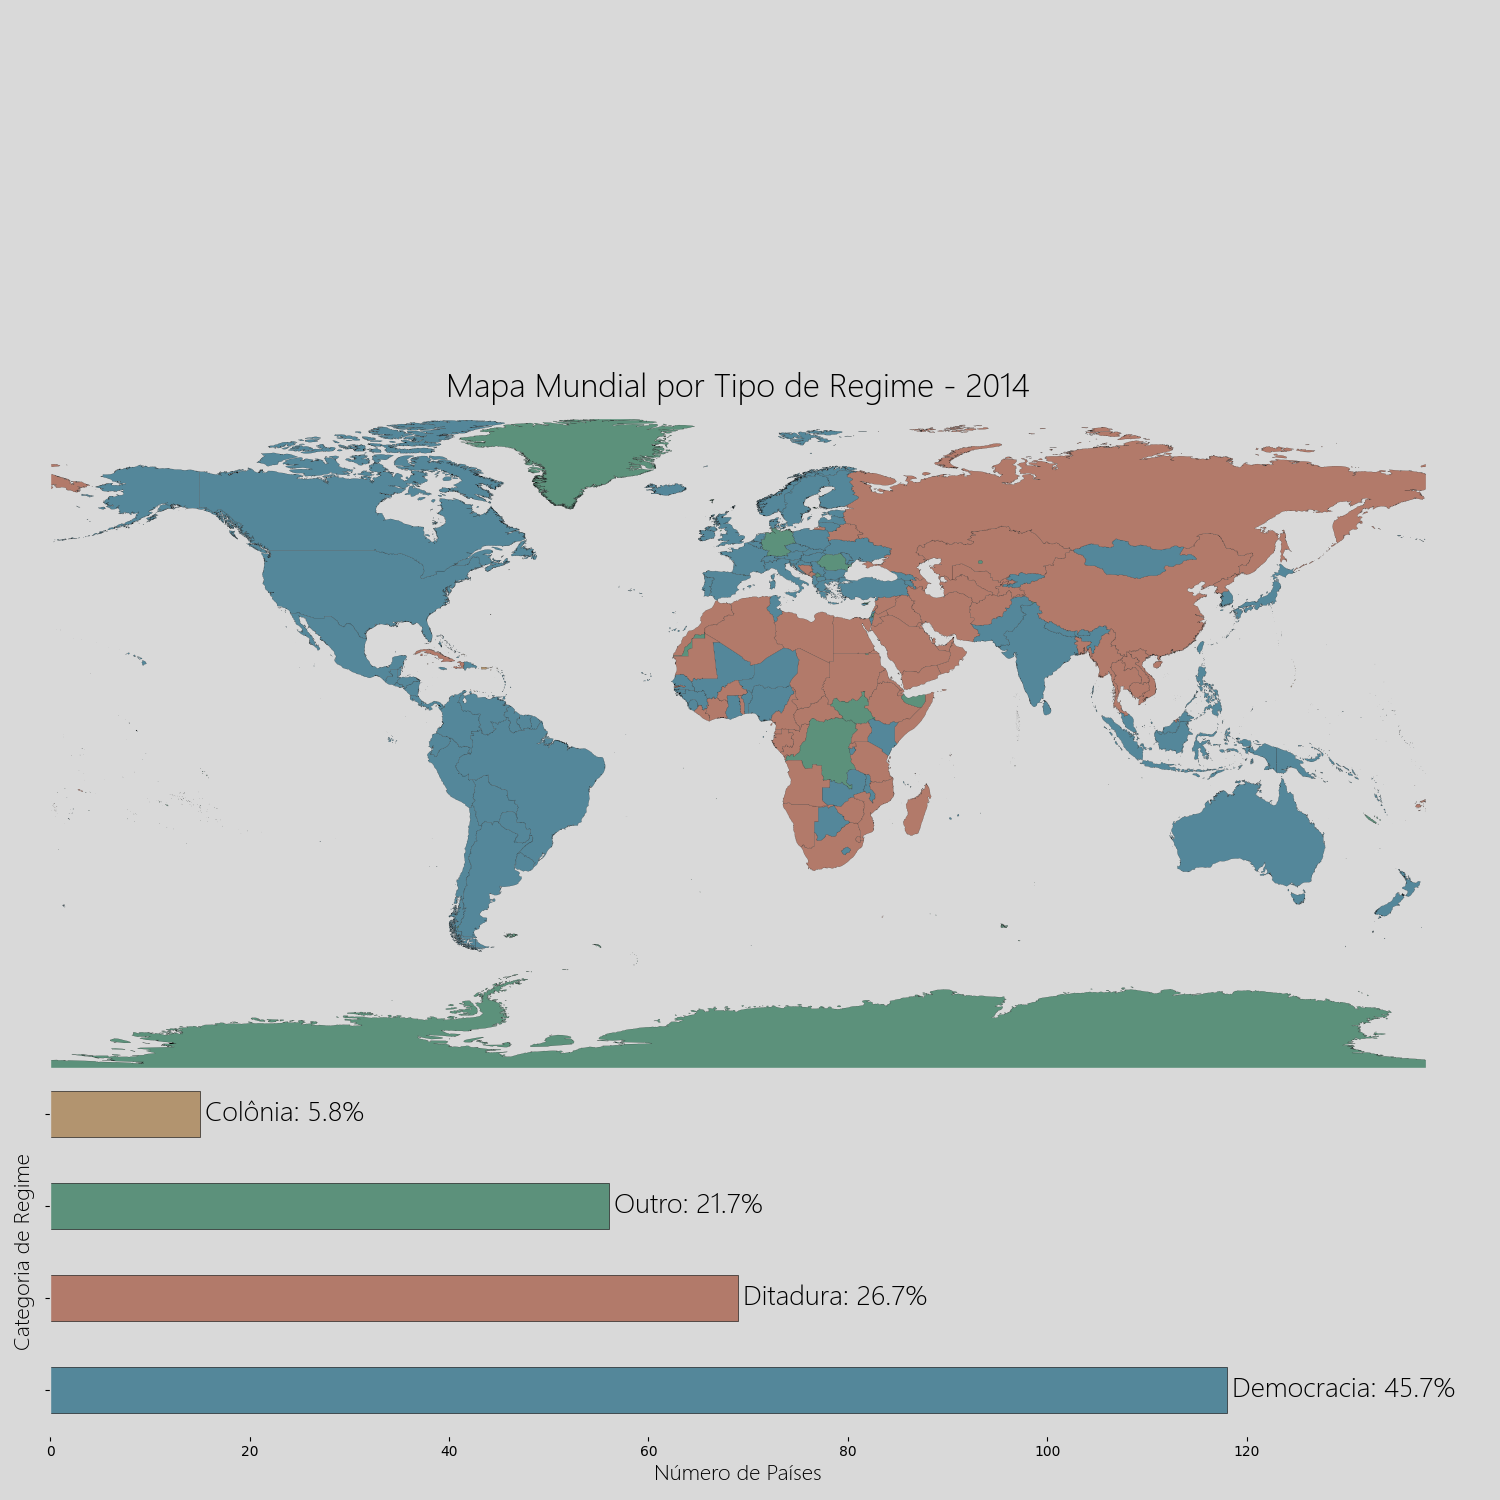 Mapa Mundial por Tipo de Regime - 2014
Colônia: 5.8%
Outro: 21.7%
Ditadura: 26.7%
Democracia: 45.7%
Categoria de Regime
0 20 40 60 80 100 120
Número de Países